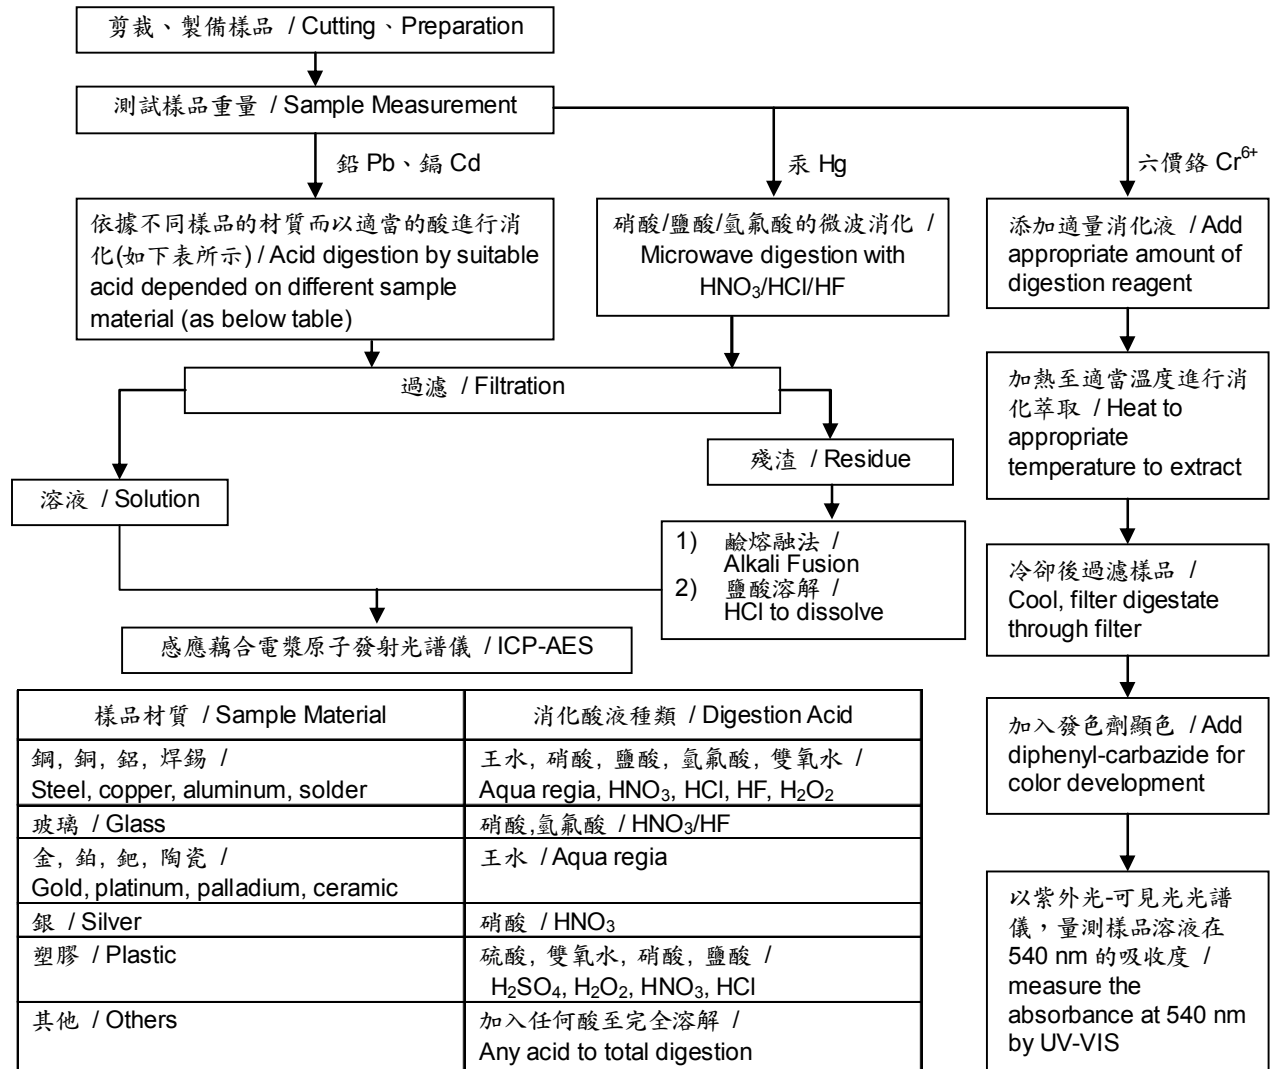 剪裁、製備樣品 / Cutting、Preparation
測試樣品重量 / Sample Measurement
鉛 Pb、鎘 Cd
汞 Hg
六價鉻 Cr⁶⁺
依據不同樣品的材質而以適當的酸進行消
化(如下表所示) / Acid digestion by suitable
acid depended on different sample
material (as below table)
硝酸/鹽酸/氫氟酸的微波消化 /
Microwave digestion with
HNO₃/HCl/HF
添加適量消化液 / Add
appropriate amount of
digestion reagent
過濾 / Filtration
加熱至適當溫度進行消
化萃取 / Heat to
appropriate
temperature to extract
溶液 / Solution
殘渣 / Residue
1) 鹼熔融法 /
Alkali Fusion
2) 鹽酸溶解 /
HCl to dissolve
冷卻後過濾樣品 /
Cool, filter digestate
through filter
感應藕合電漿原子發射光譜儀 / ICP-AES
加入發色劑顯色 / Add
diphenyl-carbazide for
color development
以紫外光-可見光光譜
儀，量測樣品溶液在
540 nm 的吸收度 /
measure the
absorbance at 540 nm
by UV-VIS
樣品材質 / Sample Material
消化酸液種類 / Digestion Acid
鋼, 銅, 鋁, 焊錫 /
Steel, copper, aluminum, solder
王水, 硝酸, 鹽酸, 氫氟酸, 雙氧水 /
Aqua regia, HNO₃, HCl, HF, H₂O₂
玻璃 / Glass
硝酸,氫氟酸 / HNO₃/HF
金, 鉑, 鈀, 陶瓷 /
Gold, platinum, palladium, ceramic
王水 / Aqua regia
銀 / Silver
硝酸 / HNO₃
塑膠 / Plastic
硫酸, 雙氧水, 硝酸, 鹽酸 /
H₂SO₄, H₂O₂, HNO₃, HCl
其他 / Others
加入任何酸至完全溶解 /
Any acid to total digestion